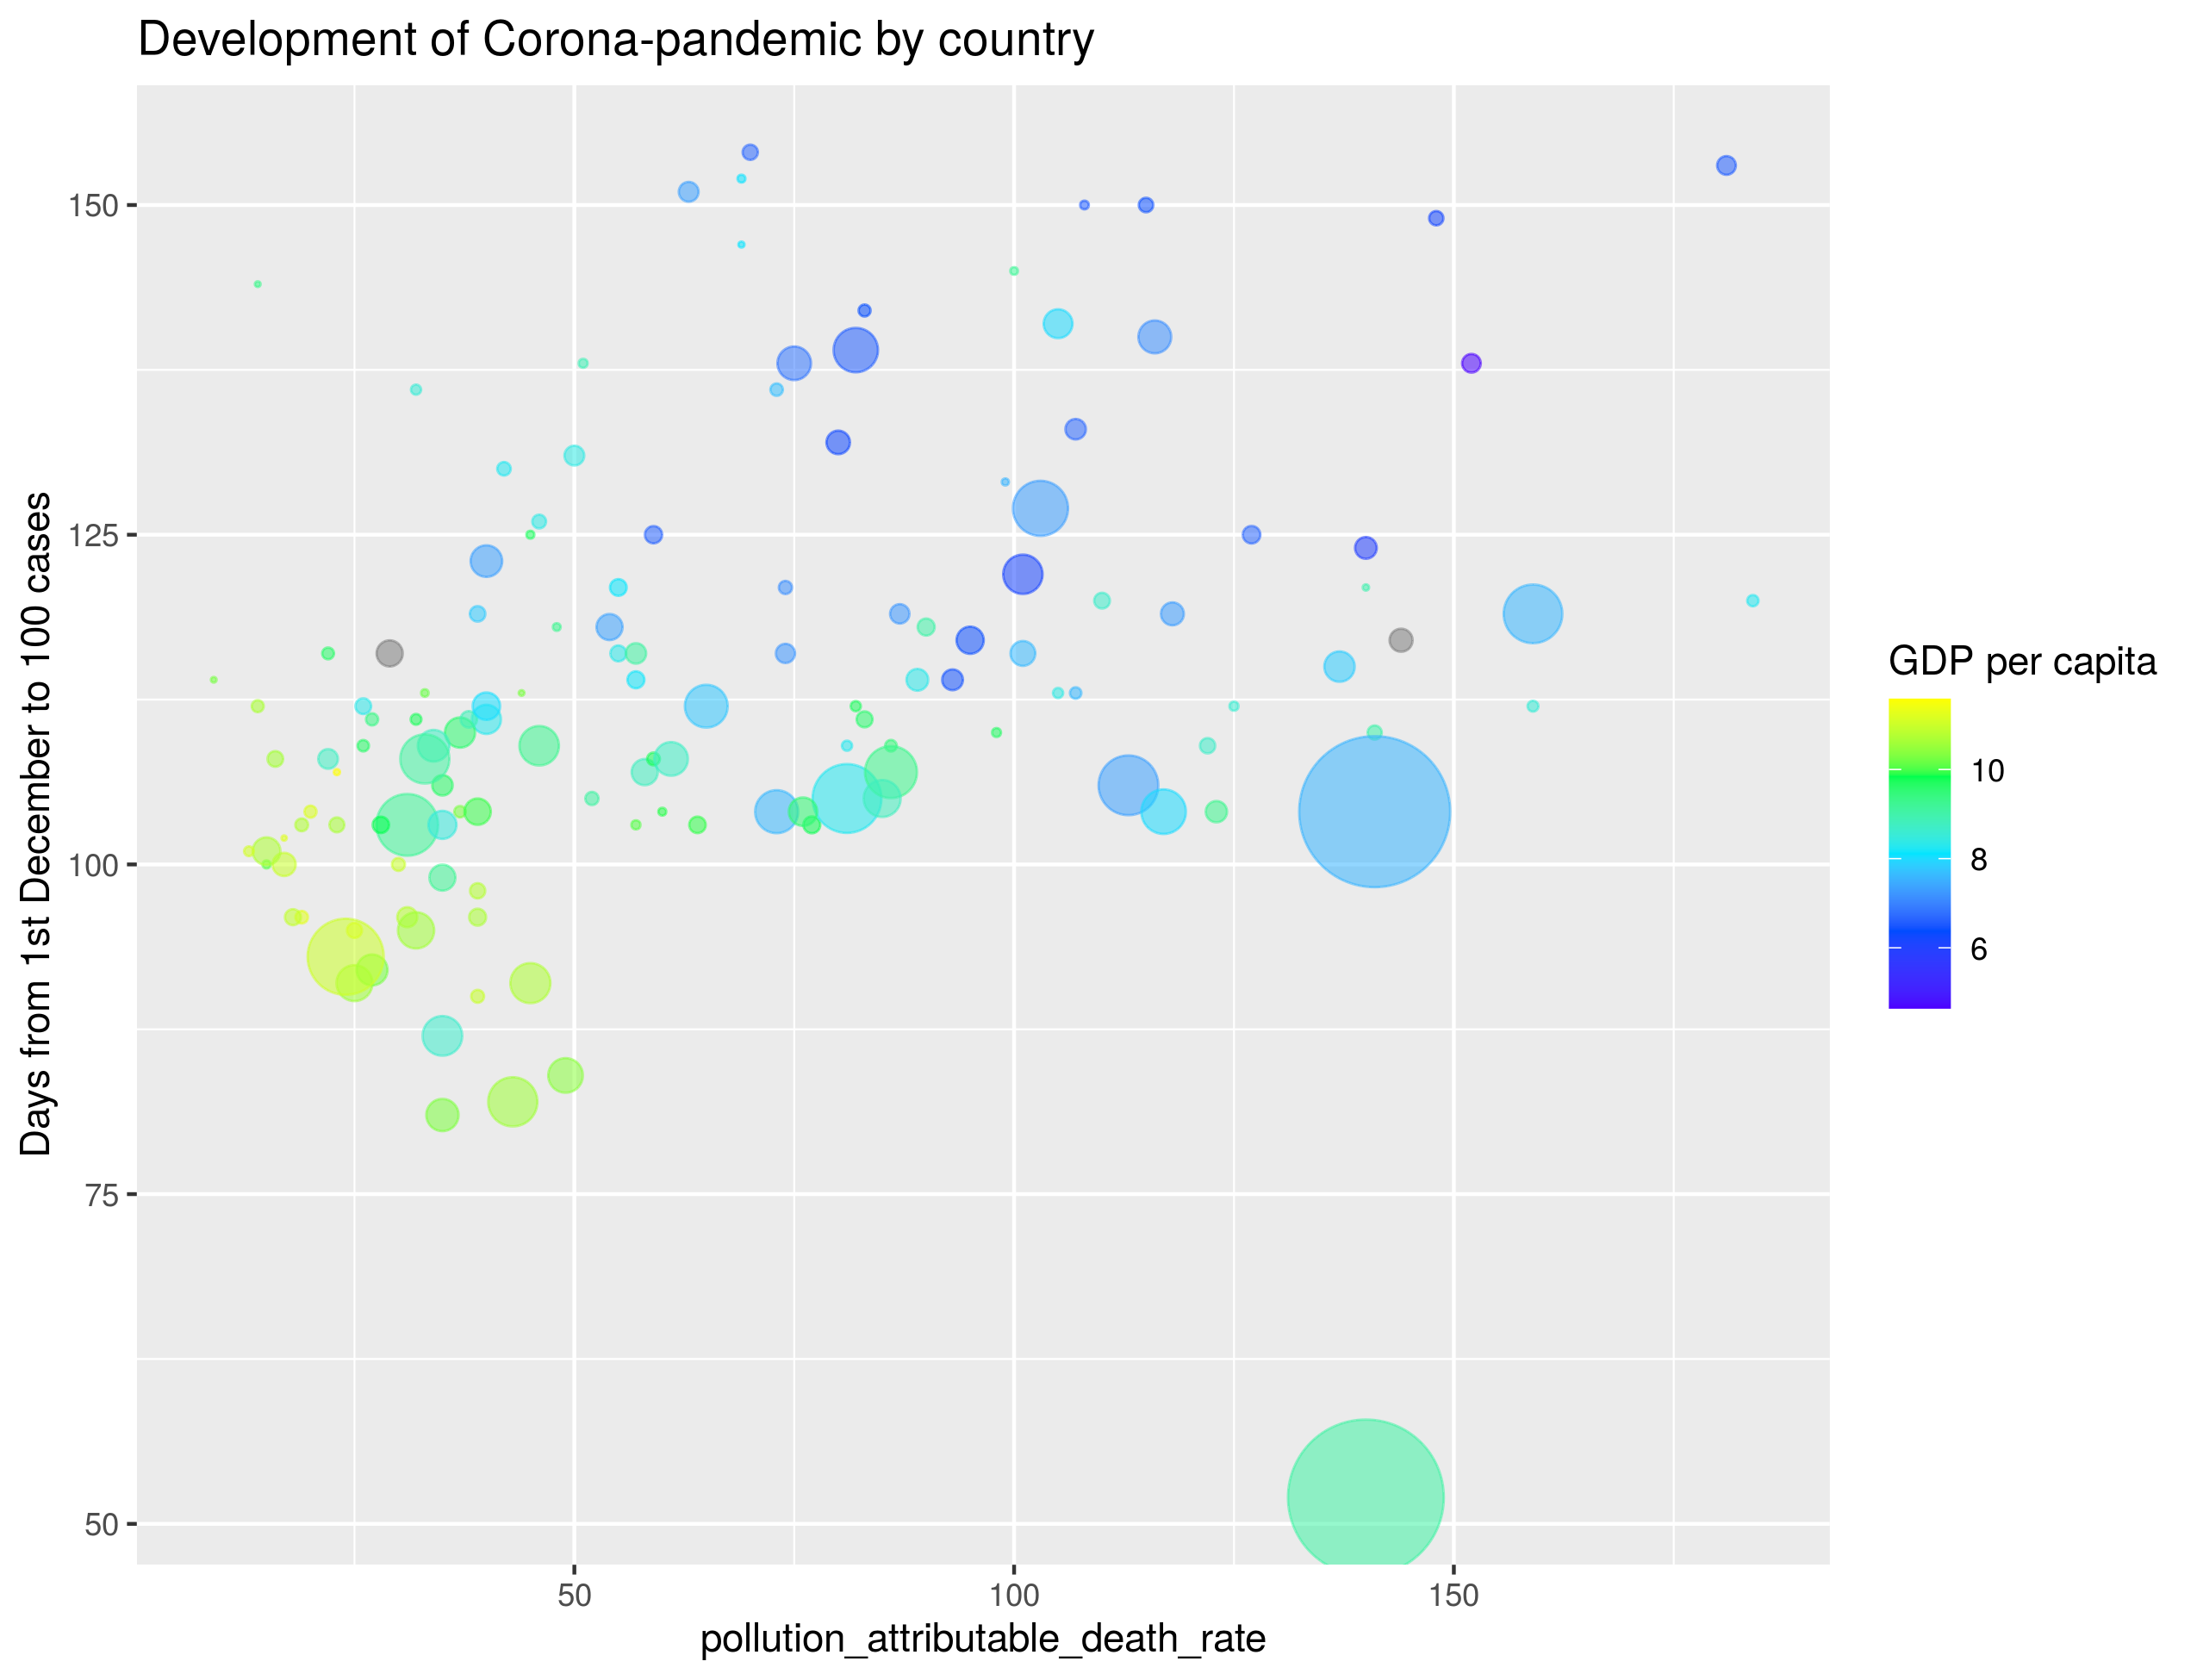 Development of Corona-pandemic by country
150
125
100
75
50
Days from 1st December to 100 cases
50
100
150
pollution_attributable_death_rate
GDP per capita
10
8
6